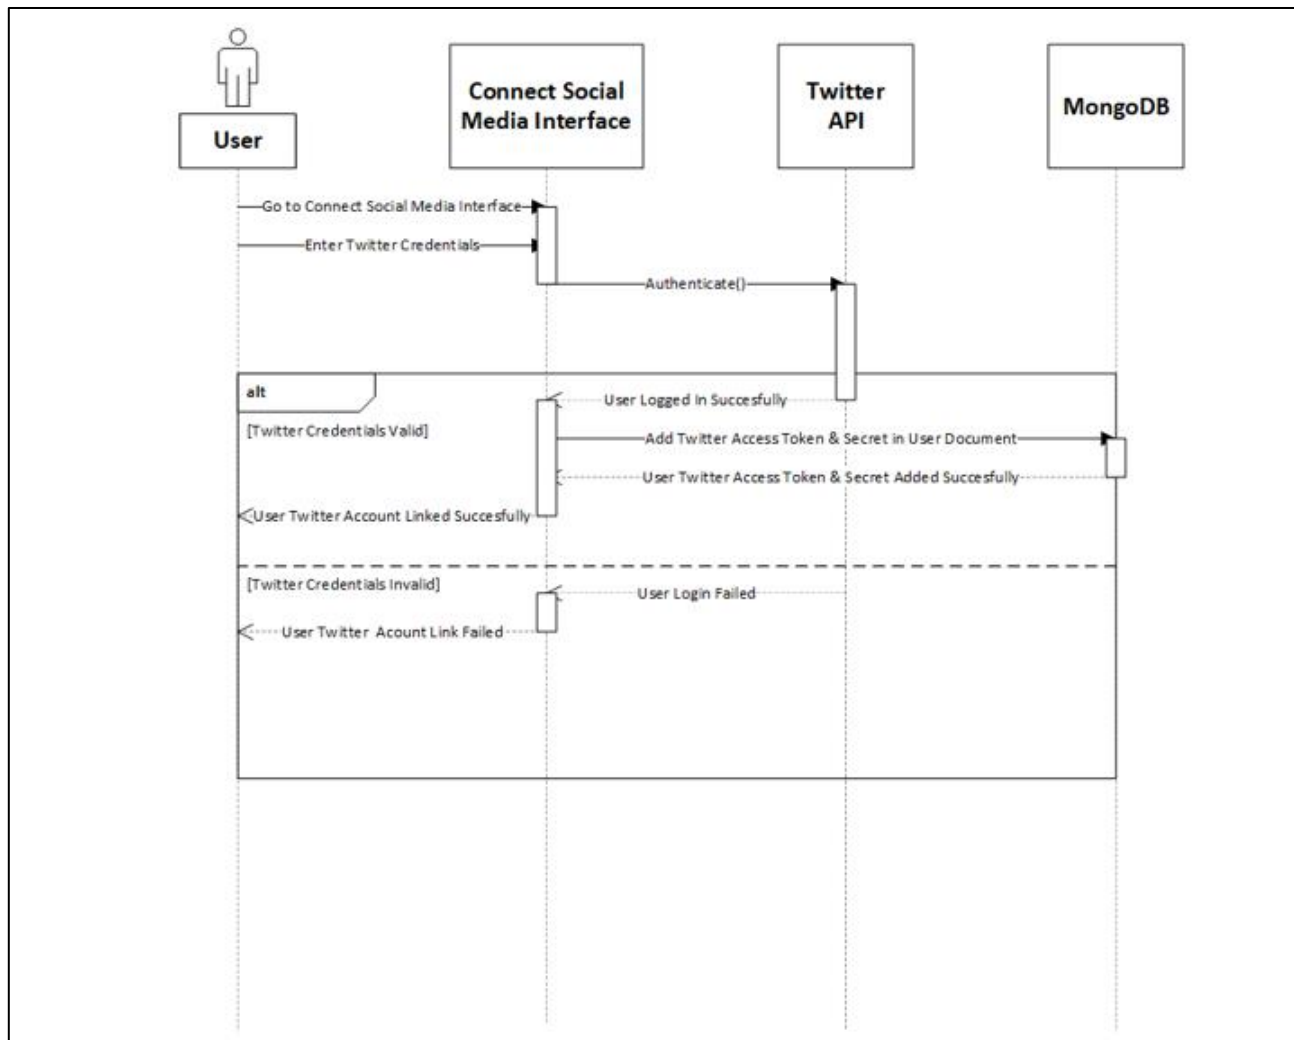 User
Connect Social
Media Interface
Twitter
API
MongoDB
Go to Connect Social Media Interface
Enter Twitter Credentials
Authenticate()
alt
User Logged In Succesfully
[Twitter Credentials Valid]
Add Twitter Access Token & Secret in User Document
User Twitter Access Token & Secret Added Succesfully
User Twitter Account Linked Succesfully
[Twitter Credentials Invalid]
User Login Failed
User Twitter Acount Link Failed